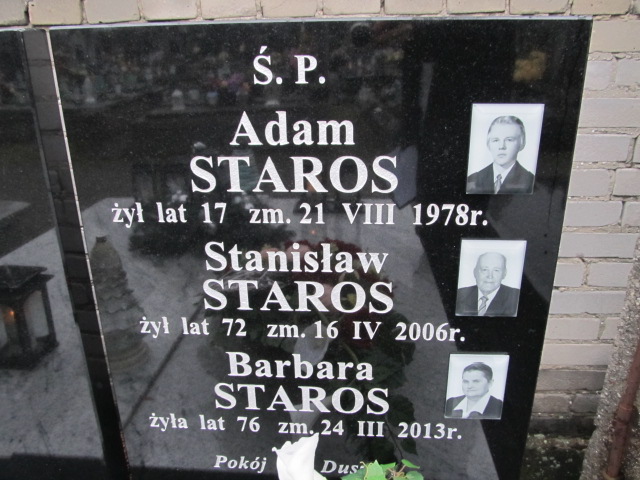 Ś. P.
Adam
STAROS
żył lat 17 zm. 21 VIII 1978r.
Stanisław
STAROS
żył lat 72 zm. 16 IV 2006r.
Barbara
STAROS
żyła lat 76 zm. 24 III 2013r.
Pokój